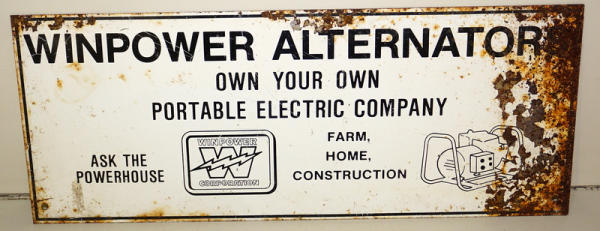 WINPOWER ALTERNATOR
OWN YOUR OWN
PORTABLE ELECTRIC COMPANY
ASK THE
POWERHOUSE
WINPOWER
W
CORPORATION
FARM,
HOME,
CONSTRUCTION